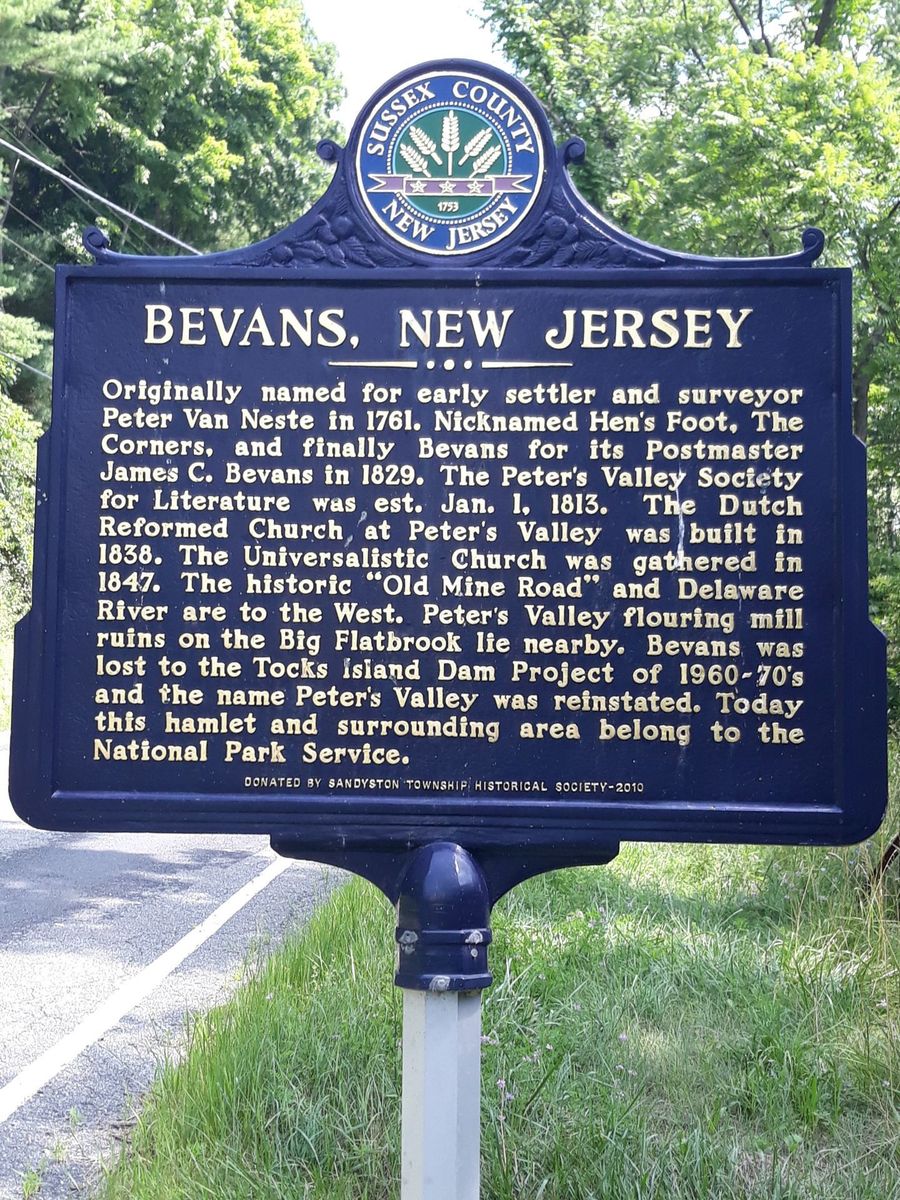 SUSSEX COUNTY
1753
NEW JERSEY
BEVANS, NEW JERSEY
Originally named for early settler and surveyor
Peter Van Neste in 1761. Nicknamed Hen's Foot, The
Corners, and finally Bevans for its Postmaster
James C. Bevans in 1829. The Peter's Valley Society
for Literature was est. Jan. 1, 1813. The Dutch
Reformed Church at Peter's Valley was built in
1838. The Universalistic Church was gathered in
1847. The historic "Old Mine Road" and Delaware
River are to the West. Peter's Valley flouring mill
ruins on the Big Flatbrook lie nearby. Bevans was
lost to the Tocks Island Dam Project of 1960-70's
and the name Peter's Valley was reinstated. Today
this hamlet and surrounding area belong to the
National Park Service.
DONATED BY SANDYSTON TOWNSHIP HISTORICAL SOCIETY-2010